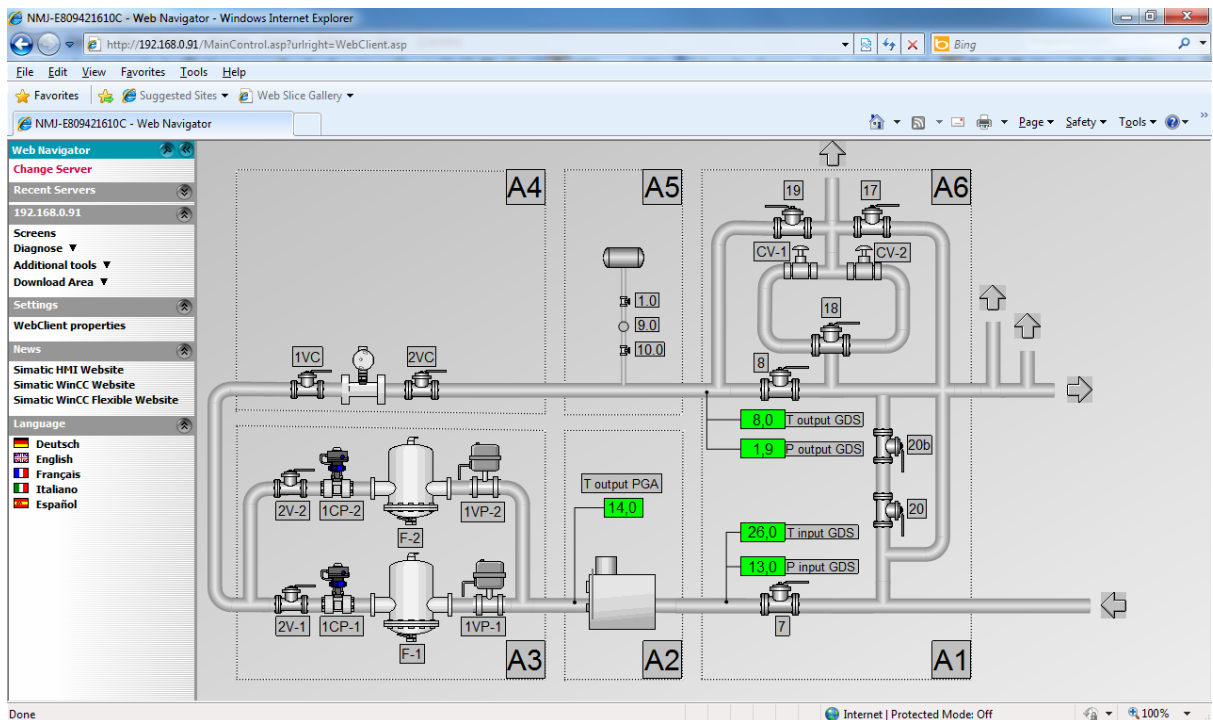 NMJ-E809421610C - Web Navigator - Windows Internet Explorer
http://192.168.0.91/MainControl.asp?urlright=WebClient.asp
Bing
File Edit View Favorites Tools Help
Favorites Suggested Sites Web Slice Gallery
NMJ-E809421610C - Web Navigator
Page Safety Tools
Web Navigator
Change Server
Recent Servers
192.168.0.91
Screens
Diagnose
Additional tools
Download Area
Settings
WebClient properties
News
Simatic HMI Website
Simatic WinCC Website
Simatic WinCC Flexible Website
Language
Deutsch
English
Français
Italiano
Español
A4
A5
A6
19
17
CV-1
CV-2
18
8
1.0
9.0
10.0
1VC
2VC
8,0 T output GDS
1,9 P output GDS
20b
20
2V-2
1CP-2
F-2
1VP-2
T output PGA
14,0
26,0 T input GDS
13,0 P input GDS
7
2V-1
1CP-1
F-1
1VP-1
A3
A2
A1
Done
Internet | Protected Mode: Off
100%